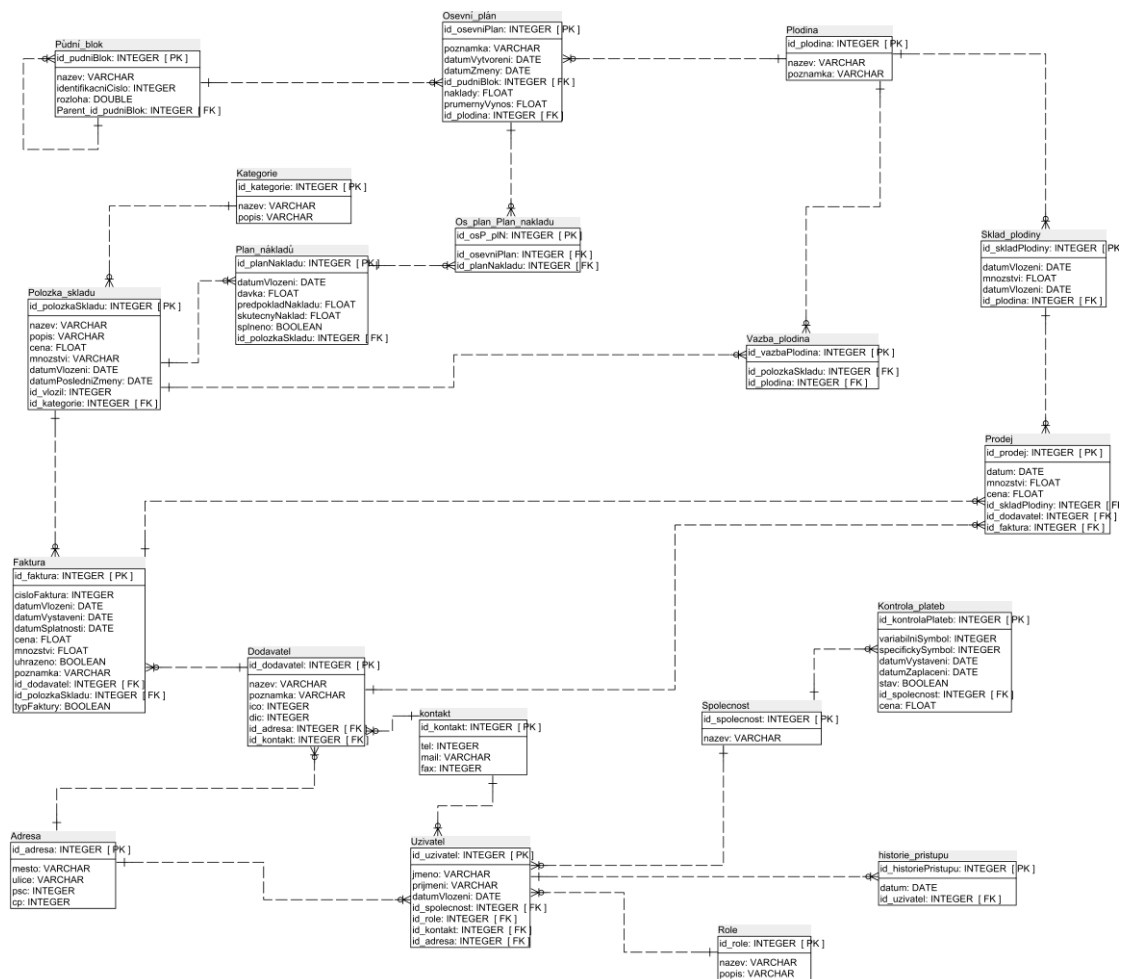 Osevní_plán
id_osevniPlan: INTEGER [ PK ]
poznamka: VARCHAR
datumVytvoreni: DATE
datumZmeny: DATE
id_pudniBlok: INTEGER [ FK ]
naklady: FLOAT
prumernyVynos: FLOAT
id_plodina: INTEGER [ FK ]
Půdní_blok
id_pudniBlok: INTEGER [ PK ]
nazev: VARCHAR
identifikacniCislo: INTEGER
rozloha: DOUBLE
Parent_id_pudniBlok: INTEGER [ FK ]
Plodina
id_plodina: INTEGER [ PK ]
nazev: VARCHAR
poznamka: VARCHAR
Kategorie
id_kategorie: INTEGER [ PK ]
nazev: VARCHAR
popis: VARCHAR
Os_plan_Plan_nakladu
id_osP_plN: INTEGER [ PK ]
id_osevniPlan: INTEGER [ FK ]
id_planNakladu: INTEGER [ FK ]
Plan_nákladů
id_planNakladu: INTEGER [ PK ]
datumVlozeni: DATE
davka: FLOAT
predpokladNakladu: FLOAT
skutecnyNaklad: FLOAT
splneno: BOOLEAN
id_polozkaSkladu: INTEGER [ FK ]
Sklad_plodiny
id_skladPlodiny: INTEGER [ PK
datumVlozeni: DATE
mnozstvi: FLOAT
datumVlozeni: DATE
id_plodina: INTEGER [ FK ]
Polozka_skladu
id_polozkaSkladu: INTEGER [ PK ]
nazev: VARCHAR
popis: VARCHAR
cena: FLOAT
mnozstvi: VARCHAR
datumVlozeni: DATE
datumPosledniZmeny: DATE
id_vlozil: INTEGER
id_kategorie: INTEGER [ FK ]
Vazba_plodina
id_vazbaPlodina: INTEGER [ PK ]
id_polozkaSkladu: INTEGER [ FK ]
id_plodina: INTEGER [ FK ]
Prodej
id_prodej: INTEGER [ PK ]
datum: DATE
mnozstvi: FLOAT
cena: FLOAT
id_skladPlodiny: INTEGER [ F
id_dodavatel: INTEGER [ FK ]
id_faktura: INTEGER [ FK ]
Faktura
id_faktura: INTEGER [ PK ]
cisloFaktura: INTEGER
datumVlozeni: DATE
datumVystaveni: DATE
datumSplatnosti: DATE
cena: FLOAT
mnozstvi: FLOAT
uhrazeno: BOOLEAN
poznamka: VARCHAR
id_dodavatel: INTEGER [ FK ]
id_polozkaSkladu: INTEGER [ FK ]
typFaktury: BOOLEAN
Kontrola_plateb
id_kontrolaPlateb: INTEGER [ PK ]
variabilniSymbol: INTEGER
specifickySymbol: INTEGER
datumVystaveni: DATE
datumZaplaceni: DATE
stav: BOOLEAN
id_spolecnost: INTEGER [ FK ]
cena: FLOAT
Dodavatel
id_dodavatel: INTEGER [ PK ]
nazev: VARCHAR
poznamka: VARCHAR
ico: INTEGER
dic: INTEGER
id_adresa: INTEGER [ FK ]
id_kontakt: INTEGER [ FK ]
kontakt
id_kontakt: INTEGER [ PK ]
tel: INTEGER
mail: VARCHAR
fax: INTEGER
Spolecnost
id_spolecnost: INTEGER [ PK ]
nazev: VARCHAR
Adresa
id_adresa: INTEGER [ PK ]
mesto: VARCHAR
ulice: VARCHAR
psc: INTEGER
cp: INTEGER
Uzivatel
id_uzivatel: INTEGER [ PK ]
jmeno: VARCHAR
prijmeni: VARCHAR
datumVlozeni: DATE
id_spolecnost: INTEGER [ FK ]
id_role: INTEGER [ FK ]
id_kontakt: INTEGER [ FK ]
id_adresa: INTEGER [ FK ]
historie_pristupu
id_historiePristupu: INTEGER [ PK ]
datum: DATE
id_uzivatel: INTEGER [ FK ]
Role
id_role: INTEGER [ PK ]
nazev: VARCHAR
popis: VARCHAR